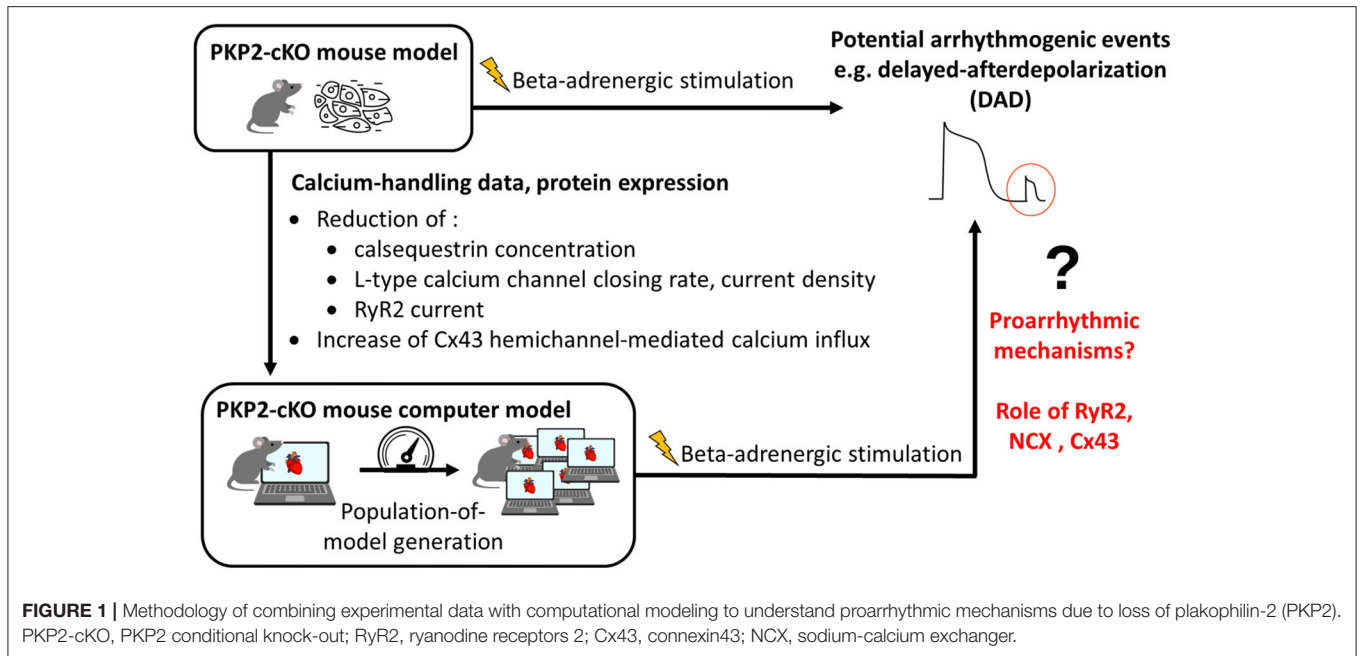 PKP2-cKO mouse model
Beta-adrenergic stimulation
Potential arrhythmogenic events
e.g. delayed-afterdepolarization
(DAD)
Calcium-handling data, protein expression
• Reduction of :
• calsequestrin concentration
• L-type calcium channel closing rate, current density
• RyR2 current
• Increase of Cx43 hemichannel-mediated calcium influx
?
Proarrhythmic
mechanisms?
Role of RyR2,
NCX , Cx43
PKP2-cKO mouse computer model
Population-of-
model generation
Beta-adrenergic stimulation
FIGURE 1 | Methodology of combining experimental data with computational modeling to understand proarrhythmic mechanisms due to loss of plakophilin-2 (PKP2).
PKP2-cKO, PKP2 conditional knock-out; RyR2, ryanodine receptors 2; Cx43, connexin43; NCX, sodium-calcium exchanger.